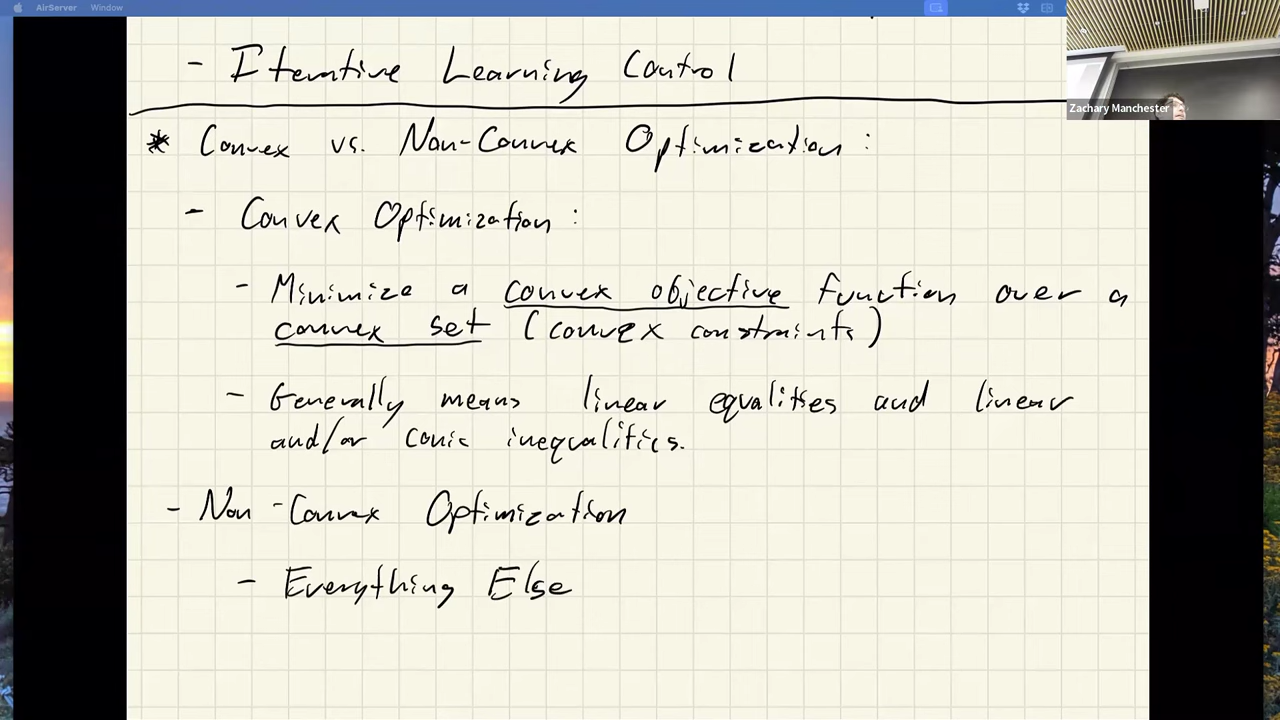 AirServer Window
- Iterative Learning Control
Zachary Manchester
* Convex vs. Non-Convex Optimization:
- Convex Optimization:
- Minimize a convex objective function over a
convex set (convex constraints)
- Generally means linear equalities and linear
and/or conic inequalities.
- Non-Convex Optimization
- Everything Else